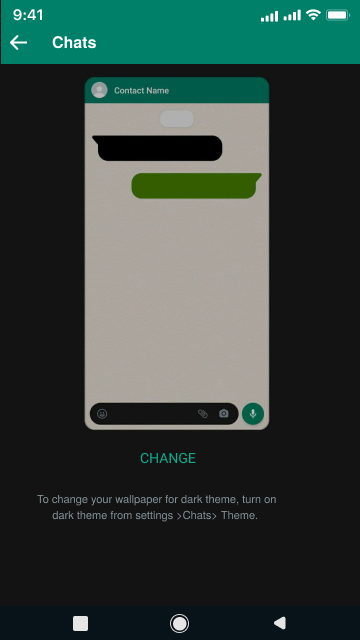 9:41
Chats
Contact Name
CHANGE
To change your wallpaper for dark theme, turn on
dark theme from settings >Chats> Theme.